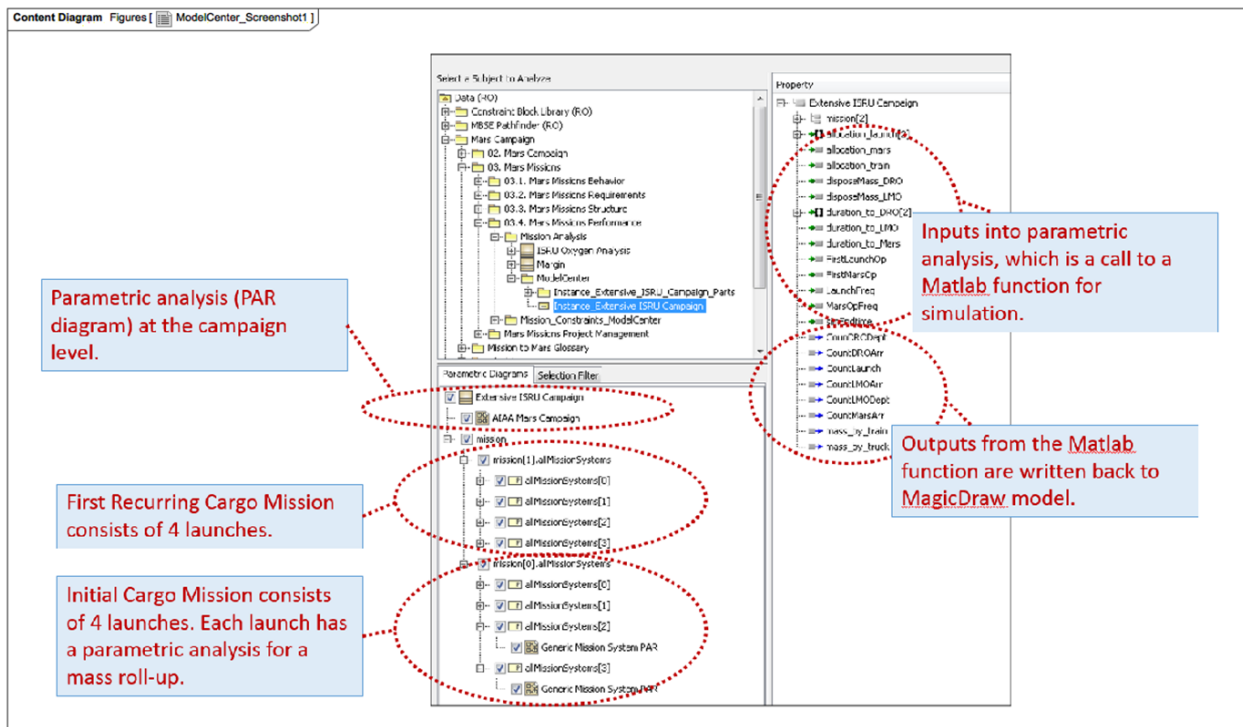 Content Diagram Figures [ ModelCenter_Screenshot1 ]
Select a Subject to Analyze
Data (RO)
Constraint Block Library (RO)
MBSE Pathfinder (RO)
Mars Campaign
02. Mars Campaign
03. Mars Missions
03.1. Mars Missions Behavior
03.2. Mars Missions Requirements
03.3. Mars Missions Structure
03.4. Mars Missions Performance
Mission Analysis
ISRU Oxygen Analysis
Margin
ModelCenter
Instance_Extensive_ISRU_Campaign_Parts
Instance_Extensive ISRU Campaign
Mission_Constraints_ModelCenter
Mars Missions Project Management
Mission to Mars Glossary
Parametric Diagrams
Selection Filter
Extensive ISRU Campaign
AIAA Mars Campaign
mission
mission[1].allMissionSystems
allMissionSystems[0]
allMissionSystems[1]
allMissionSystems[2]
allMissionSystems[3]
mission[0].allMissionSystems
allMissionSystems[0]
allMissionSystems[1]
allMissionSystems[2]
Generic Mission System PAR
allMissionSystems[3]
Generic Mission System PAR
Property
Extensive ISRU Campaign
mission[2]
allocation_launch[2]
allocation_mars
allocation_train
disposeMass_DRO
disposeMass_LMO
duration_to_DRO[2]
duration_to_LMO
duration_to_Mars
FirstLaunchOp
FirstMarsOp
LaunchFreq
MarsOpFreq
CountDRODept
CountDROArr
CountLaunch
CountLMOArr
CountLMODept
CountMarsArr
mass_by_train
mass_by_truck
Parametric analysis (PAR
diagram) at the campaign
level.
First Recurring Cargo Mission
consists of 4 launches.
Initial Cargo Mission consists
of 4 launches. Each launch has
a parametric analysis for a
mass roll-up.
Inputs into parametric
analysis, which is a call to a
Matlab function for
simulation.
Outputs from the Matlab
function are written back to
MagicDraw model.